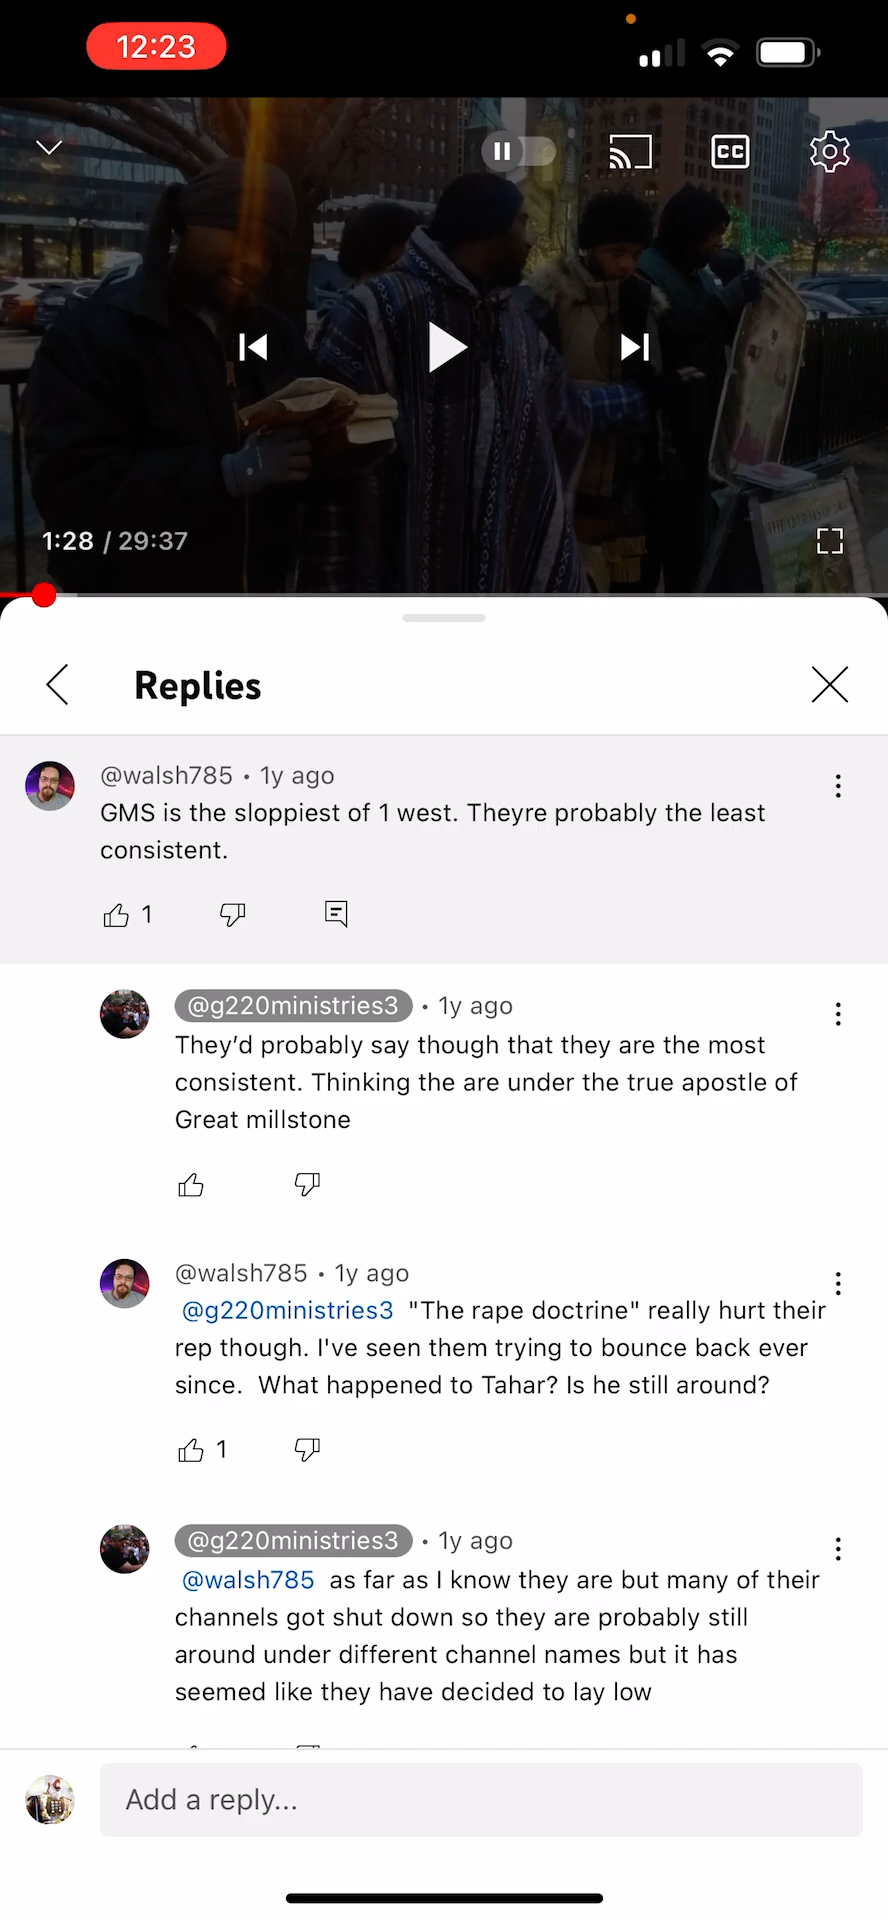 12:23
CC
1:28 / 29:37
Replies
@walsh785 • 1y ago
GMS is the sloppiest of 1 west. Theyre probably the least
consistent.
1
@g220ministries3 • 1y ago
They’d probably say though that they are the most
consistent. Thinking the are under the true apostle of
Great millstone
@walsh785 • 1y ago
@g220ministries3 "The rape doctrine" really hurt their
rep though. I've seen them trying to bounce back ever
since.  What happened to Tahar? Is he still around?
1
@g220ministries3 • 1y ago
@walsh785 as far as I know they are but many of their
channels got shut down so they are probably still
around under different channel names but it has
seemed like they have decided to lay low
Add a reply...